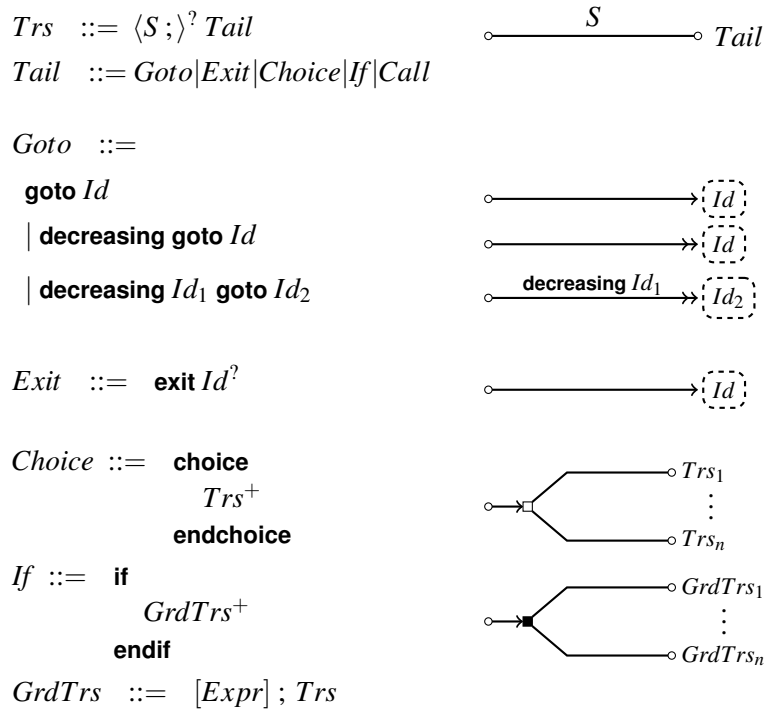 Trs ::= ⟨S ;⟩? Tail
S
Tail
Tail ::= Goto|Exit|Choice|If|Call
Goto ::=
goto Id
Id
| decreasing goto Id
Id
| decreasing Id1 goto Id2
decreasing Id1
Id2
Exit ::= exit Id?
Id
Choice ::= choice
Trs+
endchoice
Trs1
⋮
Trsn
If ::= if
GrdTrs+
endif
GrdTrs1
⋮
GrdTrsn
GrdTrs ::= [Expr] ; Trs